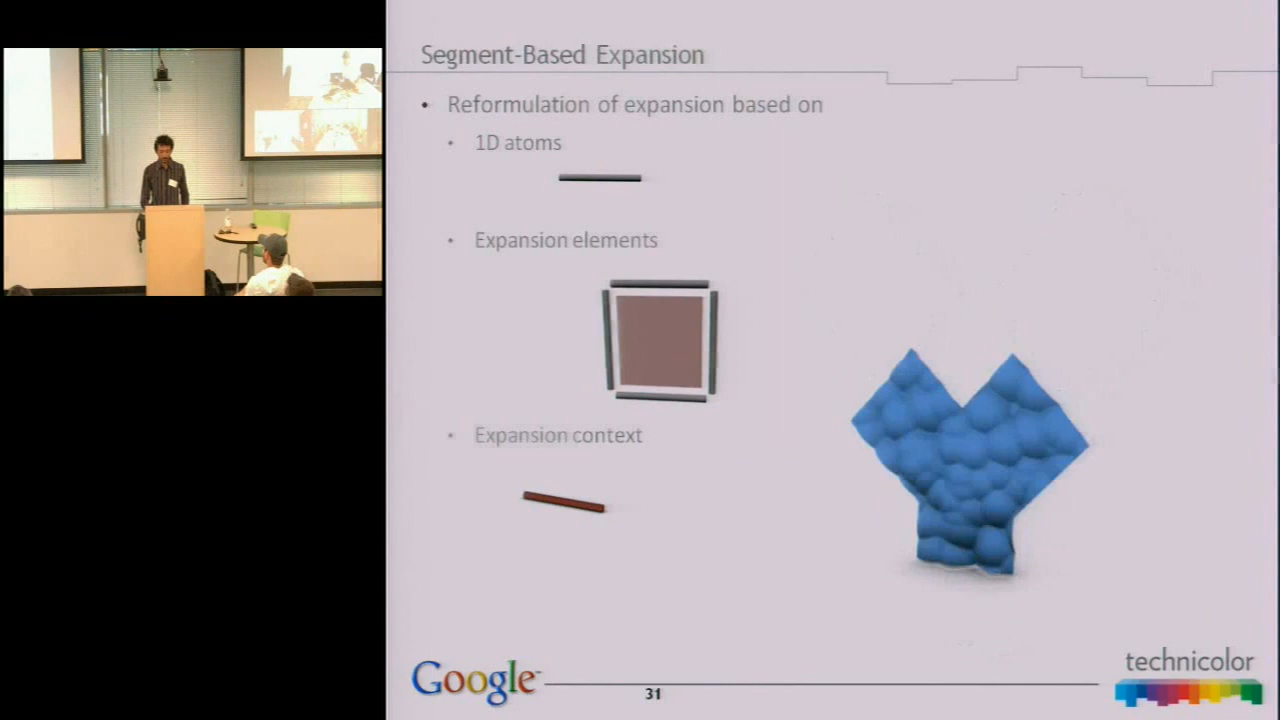 Segment-Based Expansion
• Reformulation of expansion based on
• 1D atoms
• Expansion elements
• Expansion context
Google
31
technicolor